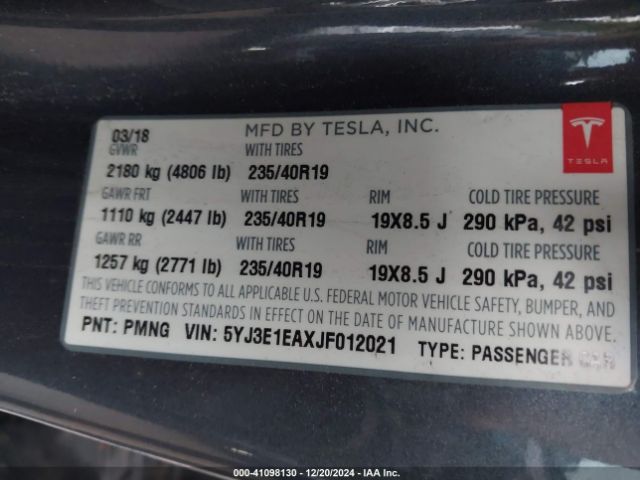 03/18 MFD BY TESLA, INC.
GVWR WITH TIRES
2180 kg (4806 lb) 235/40R19
GAWR FRT WITH TIRES RIM COLD TIRE PRESSURE
1110 kg (2447 lb) 235/40R19 19X8.5 J 290 kPa, 42 psi
GAWR RR WITH TIRES RIM COLD TIRE PRESSURE
1257 kg (2771 lb) 235/40R19 19X8.5 J 290 kPa, 42 psi
THIS VEHICLE CONFORMS TO ALL APPLICABLE U.S. FEDERAL MOTOR VEHICLE SAFETY, BUMPER, AND
THEFT PREVENTION STANDARDS IN EFFECT ON THE DATE OF MANUFACTURE SHOWN ABOVE.
PNT: PMNG VIN: 5YJ3E1EAXJF012021 TYPE: PASSENGER CAR
TESLA
000-41098130 - 12/20/2024 - IAA Inc.